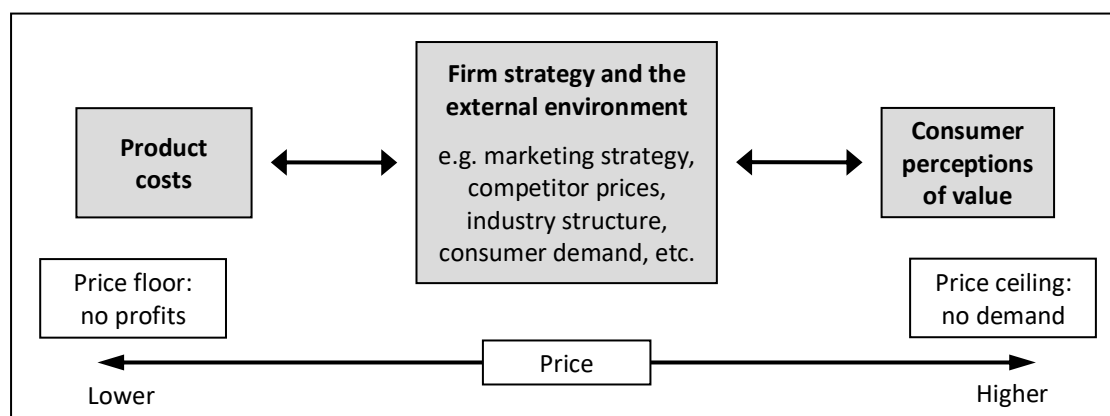 Product
costs
Firm strategy and the
external environment
e.g. marketing strategy,
competitor prices,
industry structure,
consumer demand, etc.
Consumer
perceptions
of value
Price floor:
no profits
Price ceiling:
no demand
Price
Lower
Higher